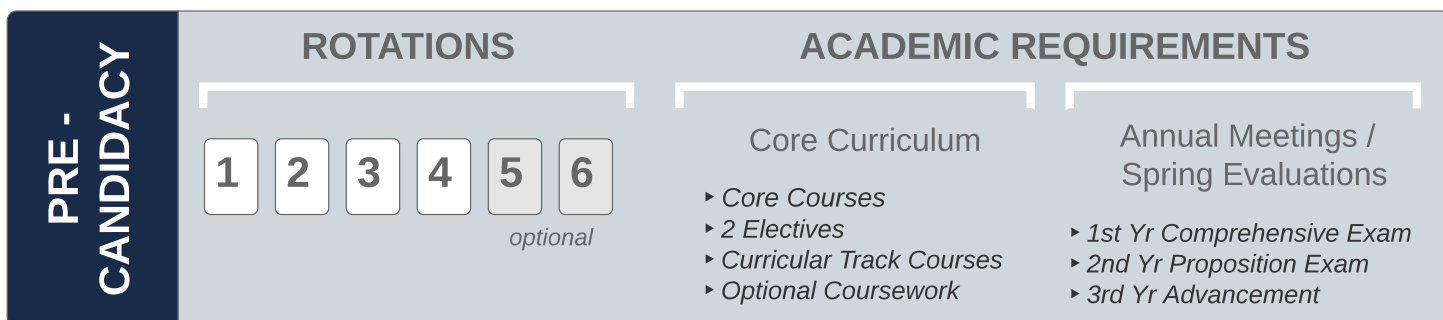 PRE -
CANDIDACY
ROTATIONS
1 2 3 4 5 6
optional
ACADEMIC REQUIREMENTS
Core Curriculum
‣ Core Courses
‣ 2 Electives
‣ Curricular Track Courses
‣ Optional Coursework
Annual Meetings /
Spring Evaluations
‣ 1st Yr Comprehensive Exam
‣ 2nd Yr Proposition Exam
‣ 3rd Yr Advancement